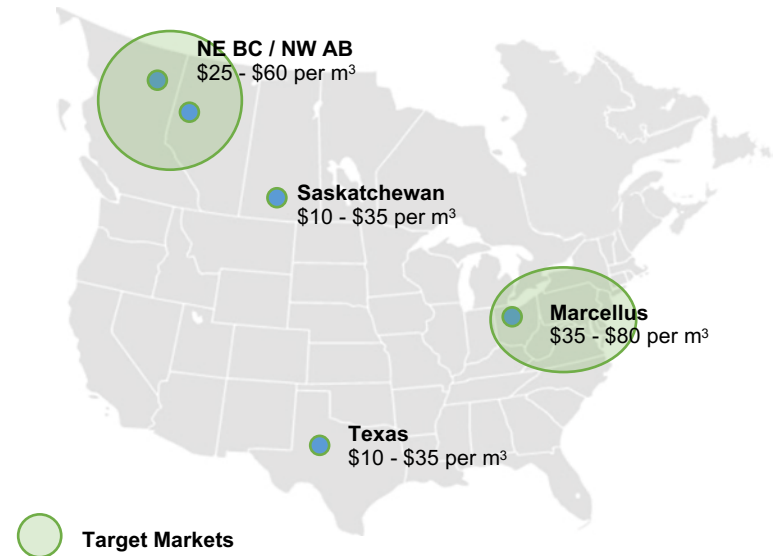 NE BC / NW AB
$25 - $60 per m³
Saskatchewan
$10 - $35 per m³
Marcellus
$35 - $80 per m³
Texas
$10 - $35 per m³
Target Markets